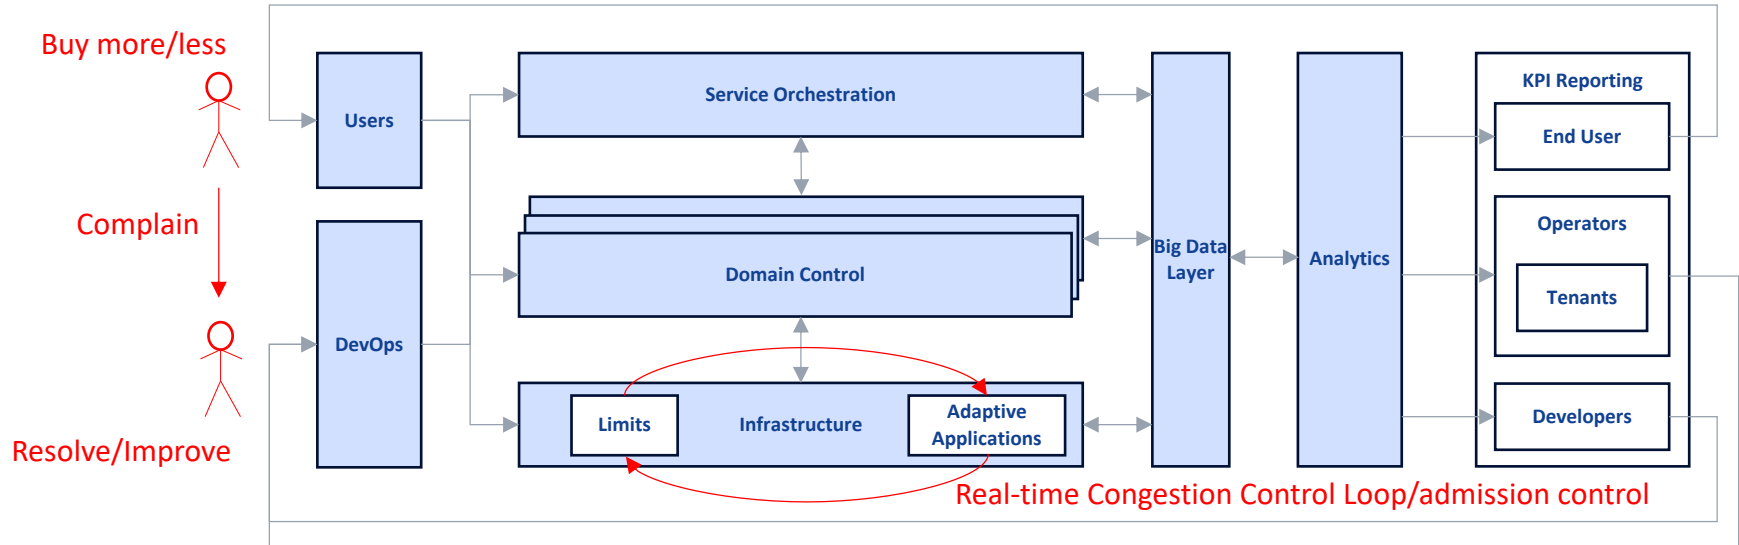 Buy more/less
Complain
Resolve/Improve
Users
DevOps
Service Orchestration
Domain Control
Limits
Infrastructure
Adaptive
Applications
Real-time Congestion Control Loop/admission control
Big Data
Layer
Analytics
KPI Reporting
End User
Operators
Tenants
Developers